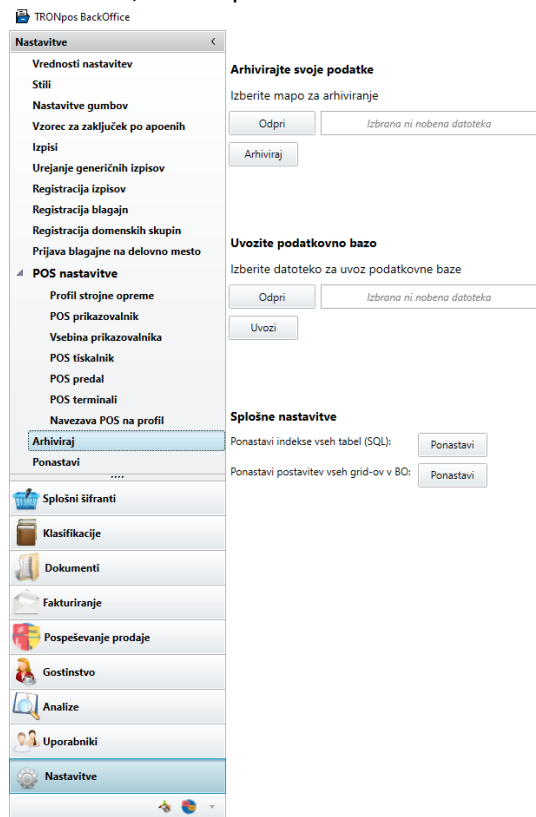 TRONpos BackOffice
Nastavitve
Vrednosti nastavitev
Stili
Nastavitve gumbov
Vzorec za zaključek po apoenih
Izpisi
Urejanje generičnih izpisov
Registracija izpisov
Registracija blagajn
Registracija domenskih skupin
Prijava blagajne na delovno mesto
POS nastavitve
Profil strojne opreme
POS prikazovalnik
Vsebina prikazovalnika
POS tiskalnik
POS predal
POS terminali
Navezava POS na profil
Arhiviraj
Ponastavi
Splošni šifranti
Klasifikacije
Dokumenti
Fakturiranje
Pospeševanje prodaje
Gostinstvo
Analize
Uporabniki
Nastavitve
Arhivirajte svoje podatke
Izberite mapo za arhiviranje
Odpri Izbrana ni nobena datoteka
Arhiviraj
Uvozite podatkovno bazo
Izberite datoteko za uvoz podatkovne baze
Odpri Izbrana ni nobena datoteka
Uvozi
Splošne nastavitve
Ponastavi indekse vseh tabel (SQL): Ponastavi
Ponastavi postavitev vseh grid-ov v BO: Ponastavi